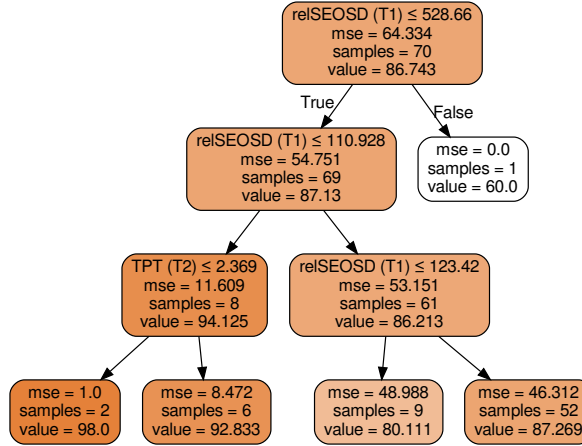 relSEOSD (T1) ≤ 528.66
mse = 64.334
samples = 70
value = 86.743
True
False
relSEOSD (T1) ≤ 110.928
mse = 54.751
samples = 69
value = 87.13
mse = 0.0
samples = 1
value = 60.0
TPT (T2) ≤ 2.369
mse = 11.609
samples = 8
value = 94.125
relSEOSD (T1) ≤ 123.42
mse = 53.151
samples = 61
value = 86.213
mse = 1.0
samples = 2
value = 98.0
mse = 8.472
samples = 6
value = 92.833
mse = 48.988
samples = 9
value = 80.111
mse = 46.312
samples = 52
value = 87.269